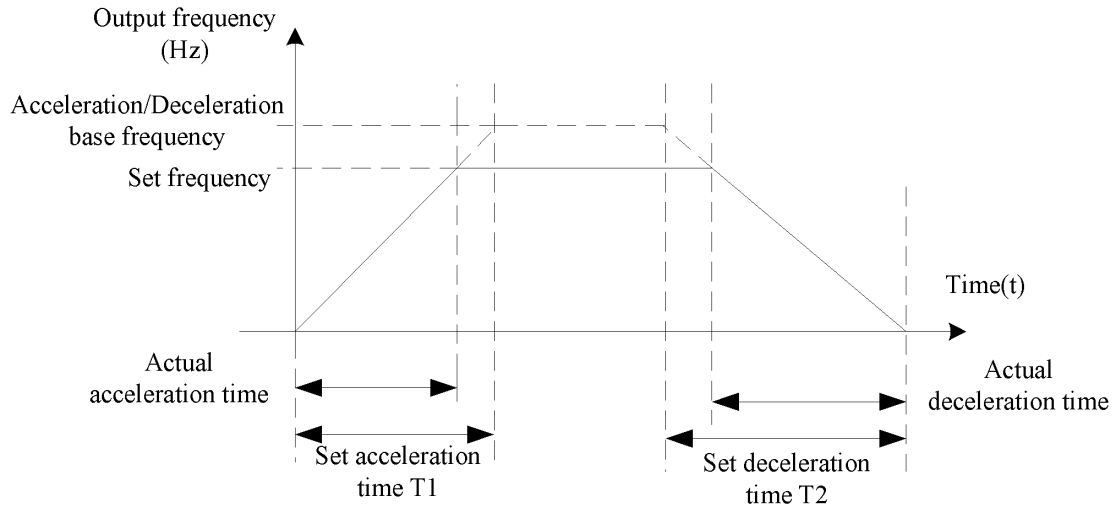 Output frequency
(Hz)
Acceleration/Deceleration
base frequency
Set frequency
Time(t)
Actual
acceleration time
Actual
deceleration time
Set acceleration
time T1
Set deceleration
time T2